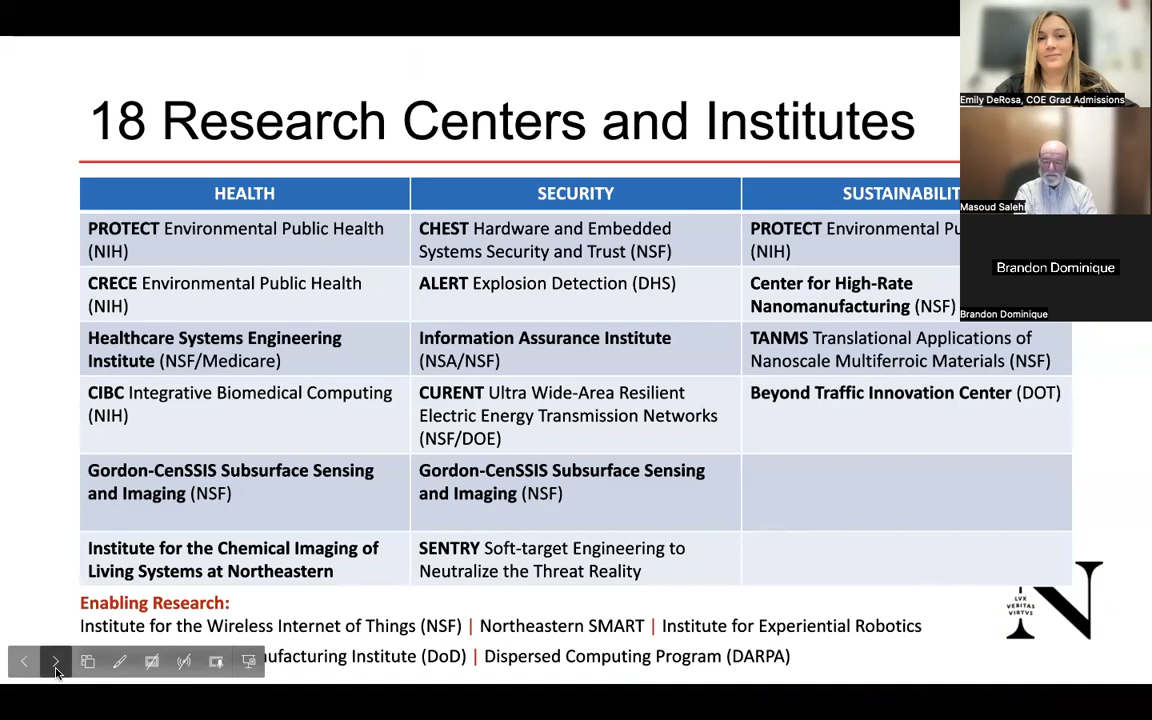 18 Research Centers and Institutes
HEALTH
SECURITY
SUSTAINABILIT
PROTECT Environmental Public Health
(NIH)
CHEST Hardware and Embedded
Systems Security and Trust (NSF)
PROTECT Environmental Pu
(NIH)
CRECE Environmental Public Health
(NIH)
ALERT Explosion Detection (DHS)
Center for High-Rate
Nanomanufacturing (NSF)
Healthcare Systems Engineering
Institute (NSF/Medicare)
Information Assurance Institute
(NSA/NSF)
TANMS Translational Applications of
Nanoscale Multiferroic Materials (NSF)
CIBC Integrative Biomedical Computing
(NIH)
CURENT Ultra Wide-Area Resilient
Electric Energy Transmission Networks
(NSF/DOE)
Beyond Traffic Innovation Center (DOT)
Gordon-CenSSIS Subsurface Sensing
and Imaging (NSF)
Gordon-CenSSIS Subsurface Sensing
and Imaging (NSF)
Institute for the Chemical Imaging of
Living Systems at Northeastern
SENTRY Soft-target Engineering to
Neutralize the Threat Reality
Enabling Research:
Institute for the Wireless Internet of Things (NSF) | Northeastern SMART | Institute for Experiential Robotics
ufacturing Institute (DoD) | Dispersed Computing Program (DARPA)
LVX
VERITAS
VIRTVS
N
Emily DeRosa, COE Grad Admissions
Masoud Salehi
Brandon Dominique
Brandon Dominique